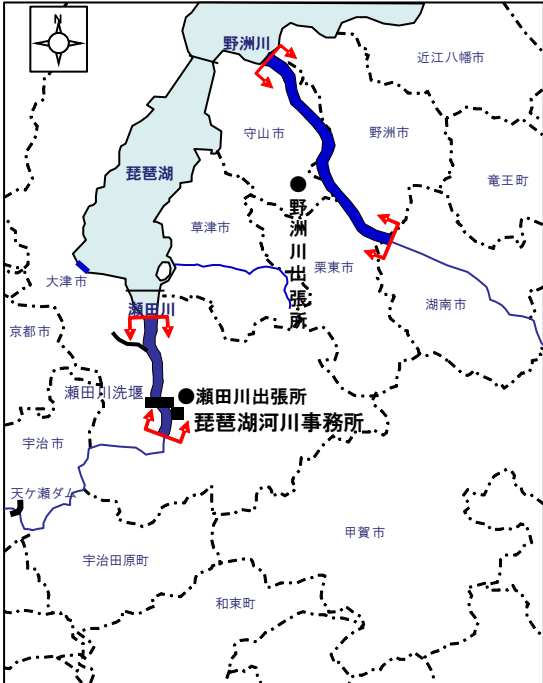 N
野洲川
近江八幡市
守山市
野洲市
琵琶湖
竜王町
野洲川出張所
草津市
栗東市
大津市
湖南市
瀬田川
京都市
瀬田川洗堰
瀬田川出張所
琵琶湖河川事務所
宇治市
天ケ瀬ダム
甲賀市
宇治田原町
和東町